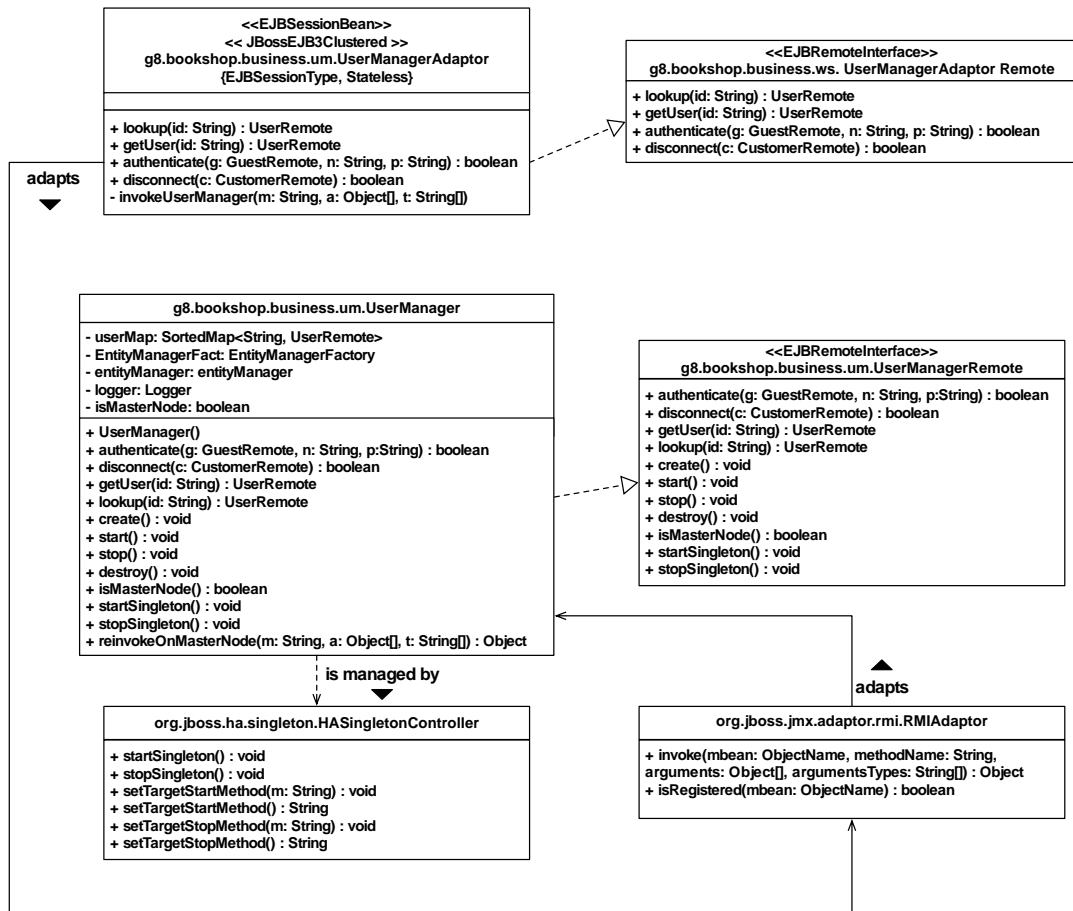 <<EJBSessionBean>>
<< JBossEJB3Clustered >>
g8.bookshop.business.um.UserManagerAdaptor
{EJBSessionType, Stateless}
+ lookup(id: String) : UserRemote
+ getUser(id: String) : UserRemote
+ authenticate(g: GuestRemote, n: String, p: String) : boolean
+ disconnect(c: CustomerRemote) : boolean
- invokeUserManager(m: String, a: Object[], t: String[])
<<EJBRemoteInterface>>
g8.bookshop.business.ws. UserManagerAdaptor Remote
+ lookup(id: String) : UserRemote
+ getUser(id: String) : UserRemote
+ authenticate(g: GuestRemote, n: String, p: String) : boolean
+ disconnect(c: CustomerRemote) : boolean
adapts
g8.bookshop.business.um.UserManager
- userMap: SortedMap<String, UserRemote>
- EntityManagerFact: EntityManagerFactory
- entityManager: entityManager
- logger: Logger
- isMasterNode: boolean
+ UserManager()
+ authenticate(g: GuestRemote, n: String, p:String) : boolean
+ disconnect(c: CustomerRemote) : boolean
+ getUser(id: String) : UserRemote
+ lookup(id: String) : UserRemote
+ create() : void
+ start() : void
+ stop() : void
+ destroy() : void
+ isMasterNode() : boolean
+ startSingleton() : void
+ stopSingleton() : void
+ reinvokeOnMasterNode(m: String, a: Object[], t: String[]) : Object
<<EJBRemoteInterface>>
g8.bookshop.business.um.UserManagerRemote
+ authenticate(g: GuestRemote, n: String, p:String) : boolean
+ disconnect(c: CustomerRemote) : boolean
+ getUser(id: String) : UserRemote
+ lookup(id: String) : UserRemote
+ create() : void
+ start() : void
+ stop() : void
+ destroy() : void
+ isMasterNode() : boolean
+ startSingleton() : void
+ stopSingleton() : void
is managed by
adapts
org.jboss.ha.singleton.HASingletonController
+ startSingleton() : void
+ stopSingleton() : void
+ setTargetStartMethod(m: String) : void
+ setTargetStartMethod() : String
+ setTargetStopMethod(m: String) : void
+ setTargetStopMethod() : String
org.jboss.jmx.adaptor.rmi.RMIAdaptor
+ invoke(mbean: ObjectName, methodName: String,
arguments: Object[], argumentsTypes: String[]) : Object
+ isRegistered(mbean: ObjectName) : boolean